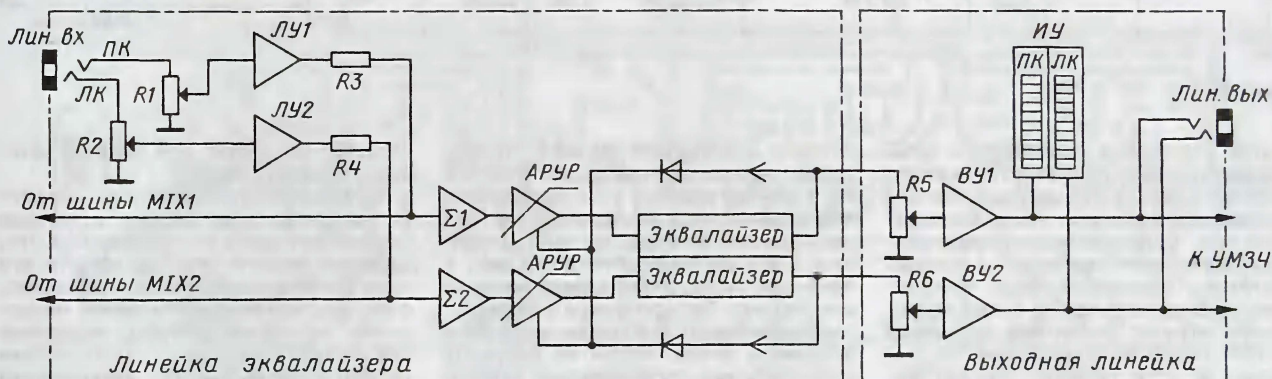 Лин. вх
ПК
ЛК
R1
R2
ЛУ1
R3
ЛУ2
R4
От шины MIX1
От шины MIX2
Σ1
АРУР
Эквалайзер
Σ2
АРУР
Эквалайзер
Линейка эквалайзера
ИУ
ПК
ЛК
Лин. вых
R5
ВУ1
R6
ВУ2
К УМЗЧ
Выходная линейка